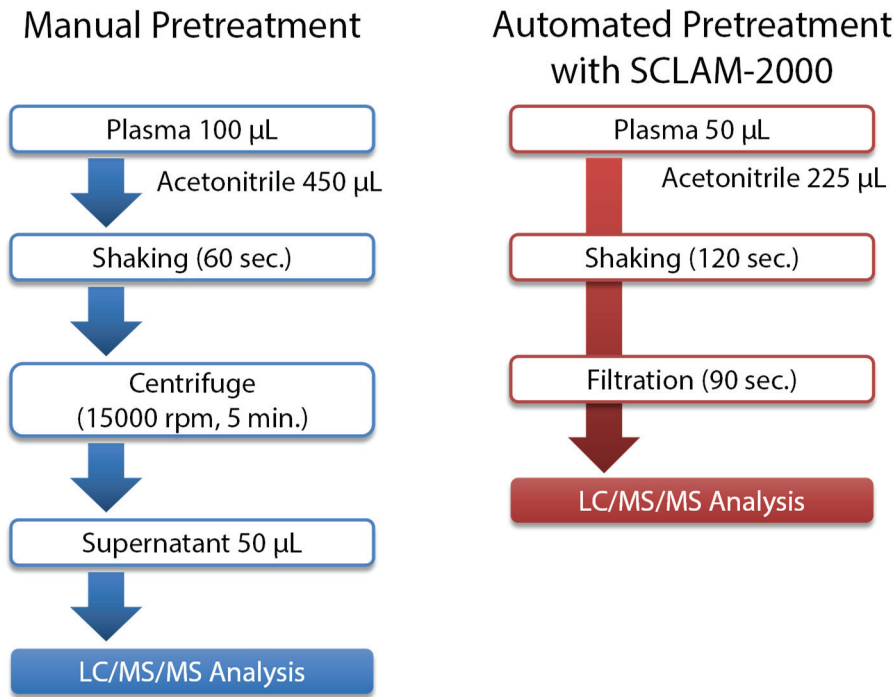 Manual Pretreatment
Plasma 100 µL
Acetonitrile 450 µL
Shaking (60 sec.)
Centrifuge
(15000 rpm, 5 min.)
Supernatant 50 µL
LC/MS/MS Analysis
Automated Pretreatment
with SCLAM-2000
Plasma 50 µL
Acetonitrile 225 µL
Shaking (120 sec.)
Filtration (90 sec.)
LC/MS/MS Analysis